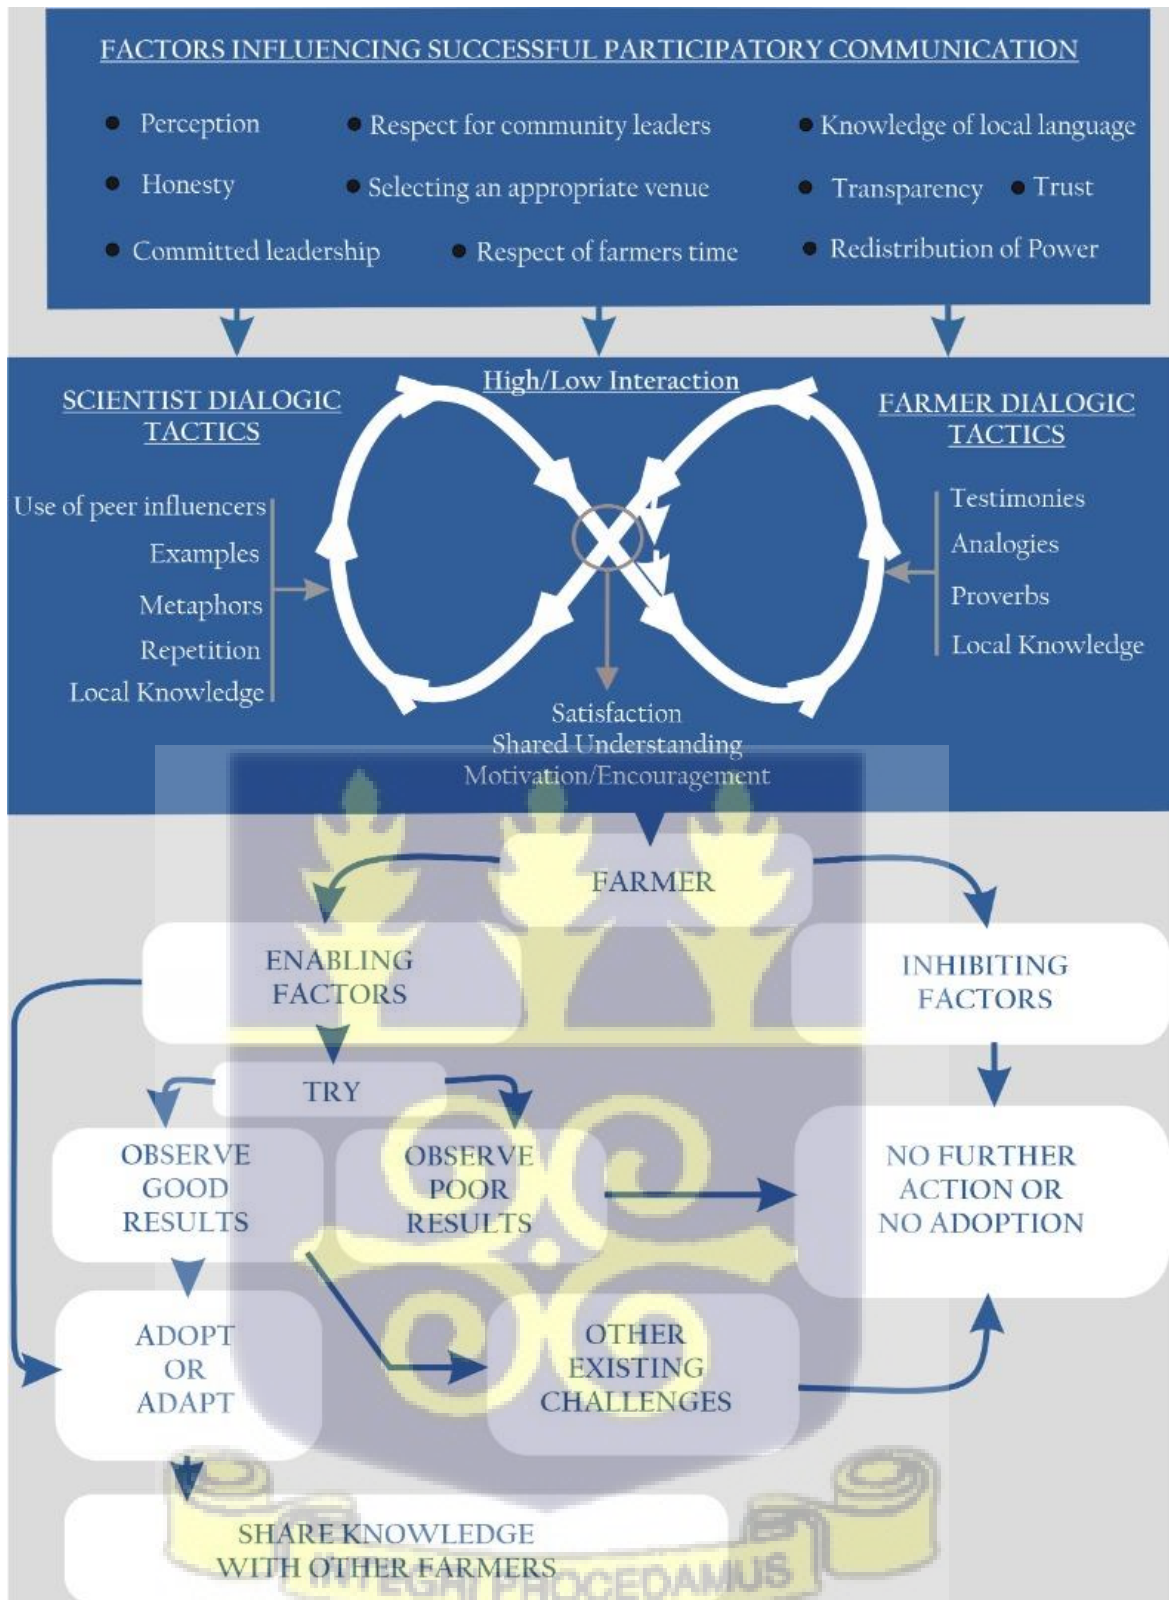 FACTORS INFLUENCING SUCCESSFUL PARTICIPATORY COMMUNICATION
Perception
Respect for community leaders
Knowledge of local language
Honesty
Selecting an appropriate venue
Transparency
Trust
Committed leadership
Respect of farmers time
Redistribution of Power
High/Low Interaction
SCIENTIST DIALOGIC
TACTICS
Use of peer influencers
Examples
Metaphors
Repetition
Local Knowledge
FARMER DIALOGIC
TACTICS
Testimonies
Analogies
Proverbs
Local Knowledge
Satisfaction
Shared Understanding
Motivation/Encouragement
FARMER
ENABLING
FACTORS
INHIBITING
FACTORS
TRY
OBSERVE
GOOD
RESULTS
OBSERVE
POOR
RESULTS
NO FURTHER
ACTION OR
NO ADOPTION
ADOPT
OR
ADAPT
OTHER
EXISTING
CHALLENGES
SHARE KNOWLEDGE
WITH OTHER FARMERS
INTEGRI PROCEDAMUS